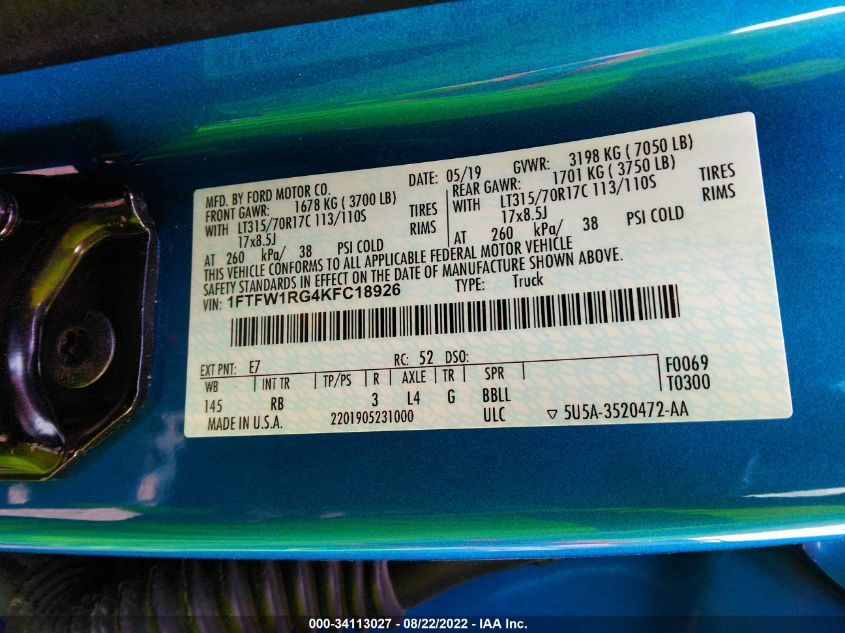 MFD. BY FORD MOTOR CO. DATE: 05/19 GVWR: 3198 KG ( 7050 LB)
FRONT GAWR: 1678 KG ( 3700 LB) REAR GAWR: 1701 KG ( 3750 LB)
WITH LT315/70R17C 113/110S TIRES WITH LT315/70R17C 113/110S TIRES
17x8.5J RIMS 17x8.5J RIMS
AT 260 kPa/ 38 PSI COLD AT 260 kPa/ 38 PSI COLD
THIS VEHICLE CONFORMS TO ALL APPLICABLE FEDERAL MOTOR VEHICLE
SAFETY STANDARDS IN EFFECT ON THE DATE OF MANUFACTURE SHOWN ABOVE.
VIN: 1FTFW1RG4KFC18926 TYPE: Truck
EXT PNT: E7 RC: 52 DSO: F0069
WB INT TR TP/PS R AXLE TR SPR T0300
145 RB 3 L4 G BBLL
MADE IN U.S.A. 2201905231000 ULC ▽ 5U5A-3520472-AA
000-34113027 - 08/22/2022 - IAA Inc.